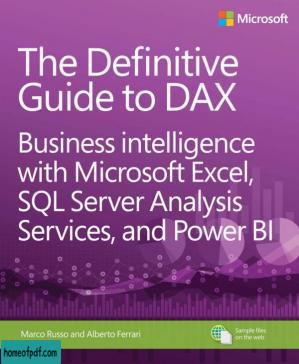 Microsoft
The Definitive
Guide to DAX
Business intelligence
with Microsoft Excel,
SQL Server Analysis
Services, and Power BI
Marco Russo and Alberto Ferrari
Sample files
on the web
homeofpdf.com